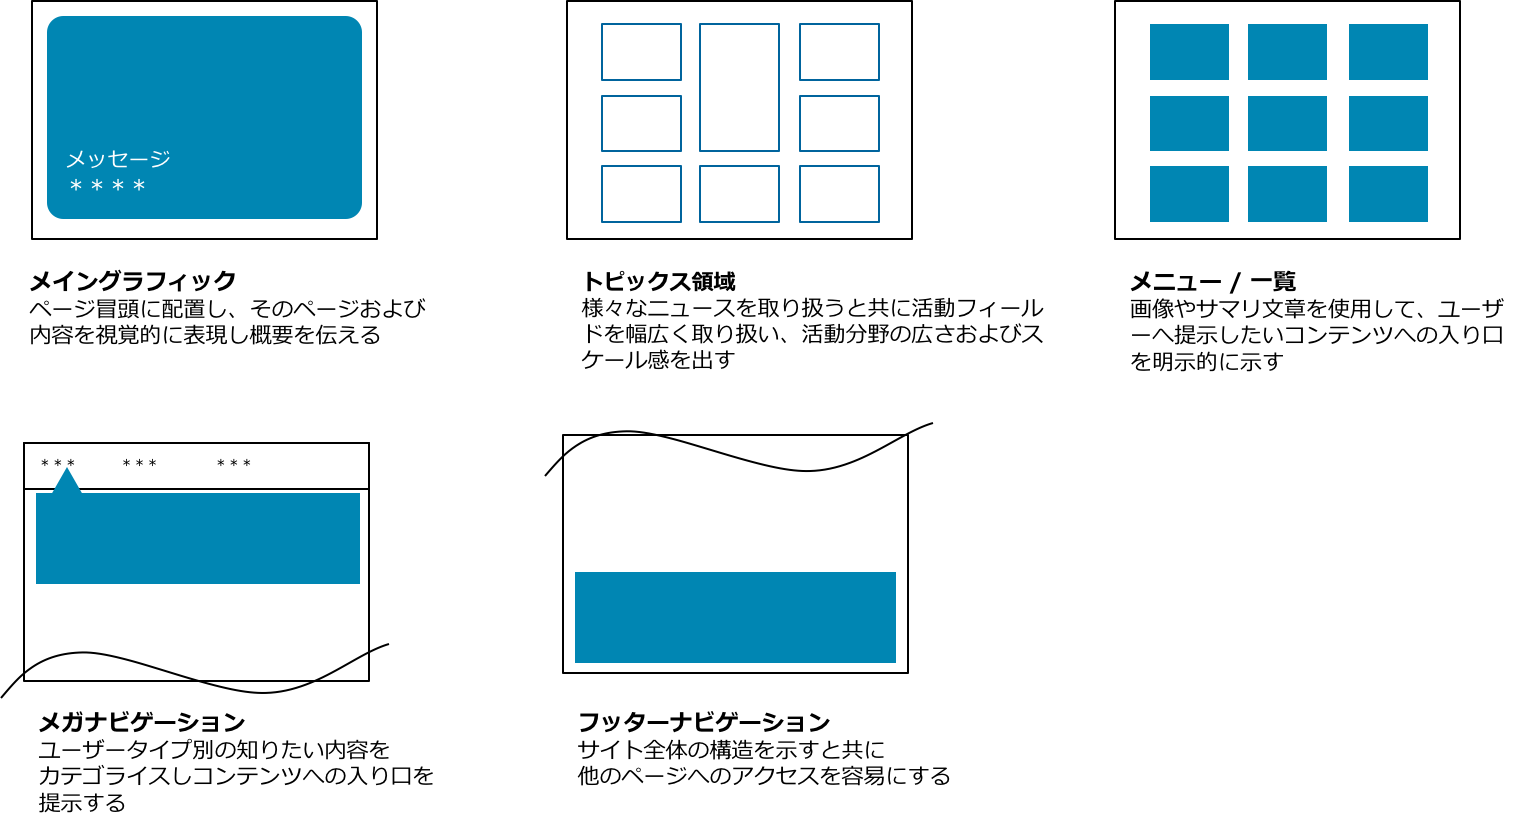 メッセージ
＊＊＊＊
メイングラフィック
ページ冒頭に配置し、そのページおよび
内容を視覚的に表現し概要を伝える
トピックス領域
様々なニュースを取り扱うと共に活動フィール
ドを幅広く取り扱い、活動分野の広さおよびス
ケール感を出す
メニュー / 一覧
画像やサマリ文章を使用して、ユーザ
ーへ提示したいコンテンツへの入り口
を明示的に示す
＊＊＊ ＊＊＊ ＊＊＊
メガナビゲーション
ユーザータイプ別の知りたい内容を
カテゴライスしコンテンツへの入り口を
提示する
フッターナビゲーション
サイト全体の構造を示すと共に
他のページへのアクセスを容易にする